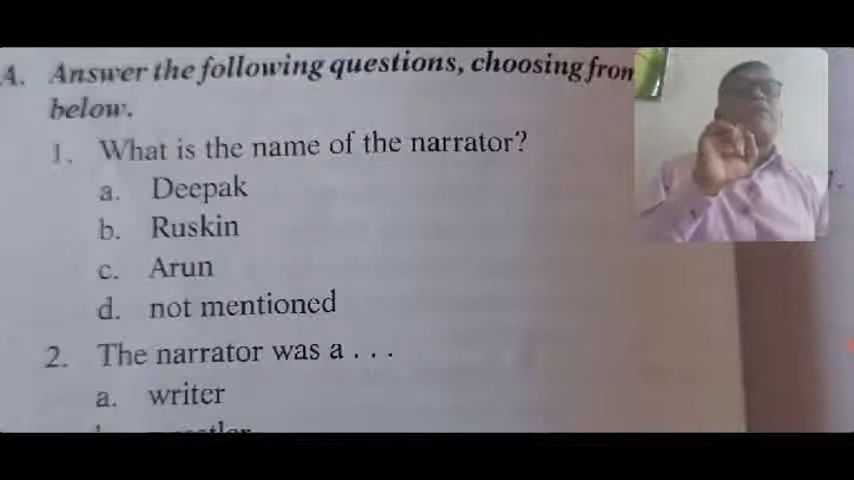 A. Answer the following questions, choosing from
below.
1. What is the name of the narrator?
a. Deepak
b. Ruskin
c. Arun
d. not mentioned
2. The narrator was a . . .
a. writer